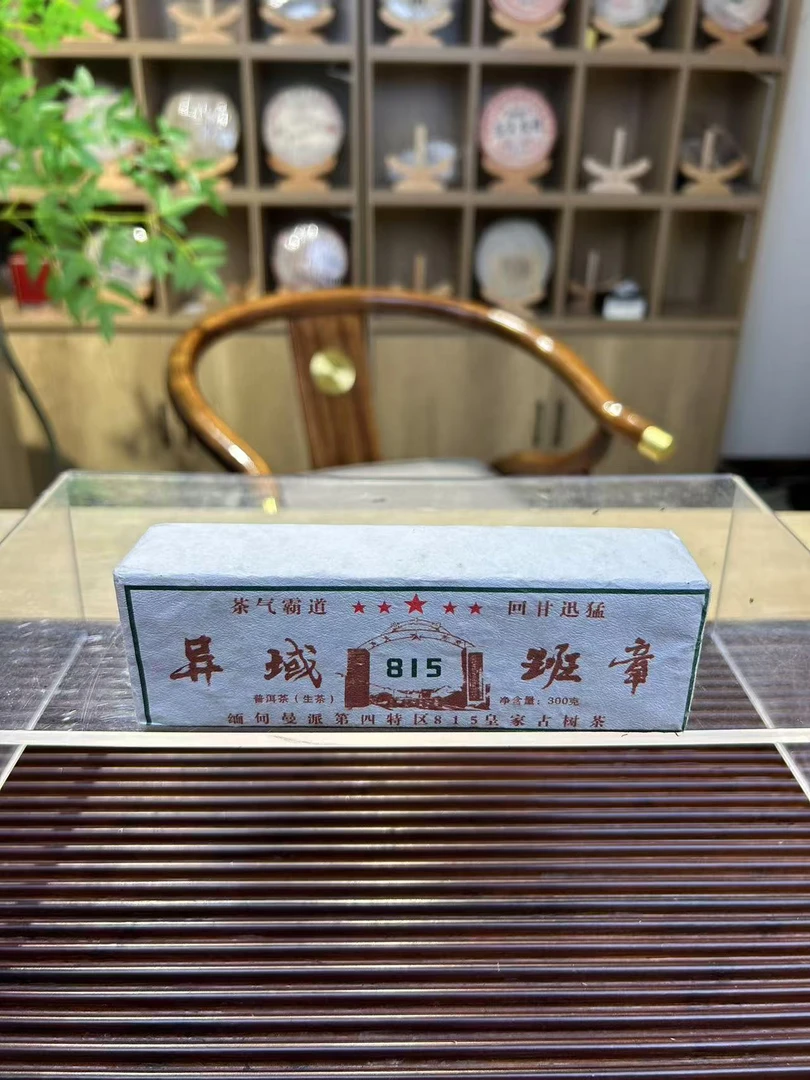 茶气霸道 ★★★★★ 回甘迅猛
异域 815 班章
普洱茶（生茶） 净含量：300克
缅甸曼派第四特区815皇家古树茶